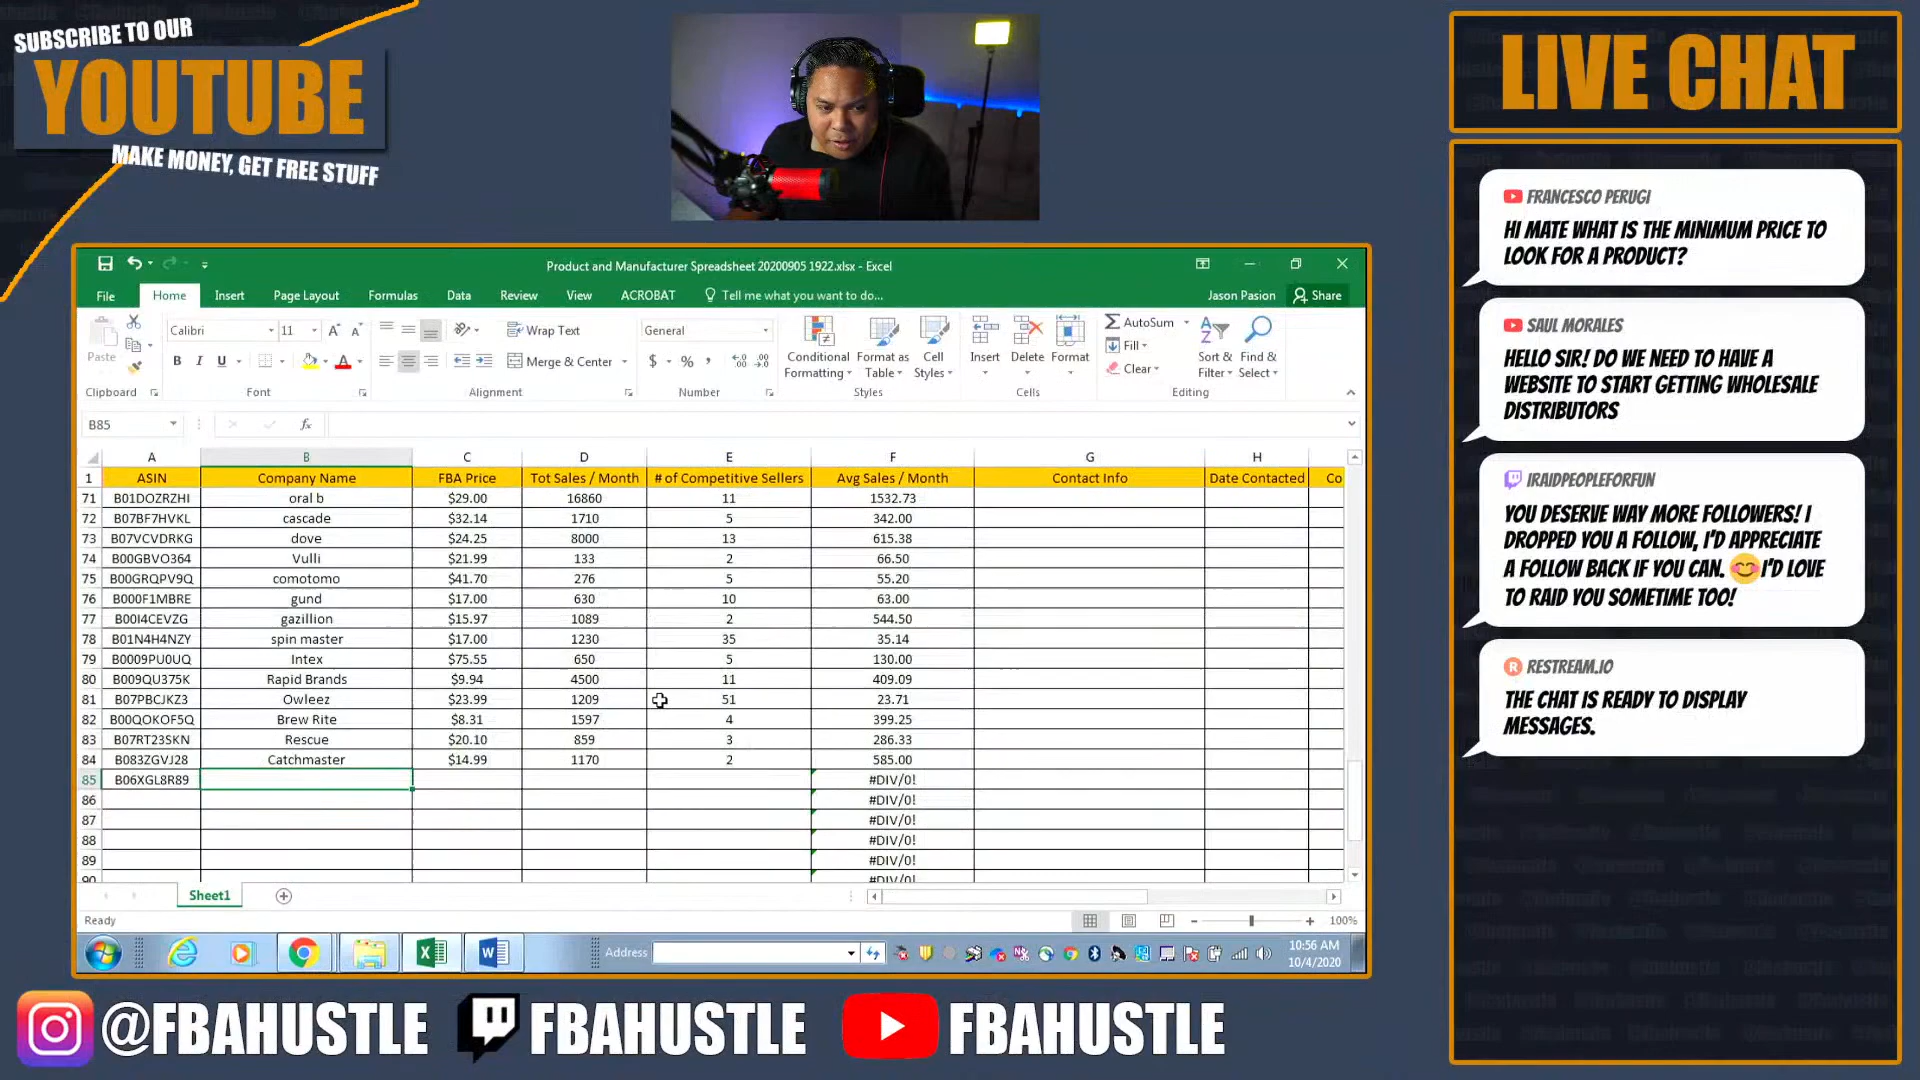 SUBSCRIBE TO OUR
YOUTUBE
MAKE MONEY, GET FREE STUFF
LIVE CHAT
FRANCESCO PERUGI
HI MATE WHAT IS THE MINIMUM PRICE TO
LOOK FOR A PRODUCT?
SAUL MORALES
HELLO SIR! DO WE NEED TO HAVE A
WEBSITE TO START GETTING WHOLESALE
DISTRIBUTORS
IRAIDPEOPLEFORFUN
YOU DESERVE WAY MORE FOLLOWERS! I
DROPPED YOU A FOLLOW, I'D APPRECIATE
A FOLLOW BACK IF YOU CAN. 😊I'D LOVE
TO RAID YOU SOMETIME TOO!
RESTREAM.IO
THE CHAT IS READY TO DISPLAY
MESSAGES.
Product and Manufacturer Spreadsheet 20200905 1922.xlsx - Excel
File Home Insert Page Layout Formulas Data Review View ACROBAT Tell me what you want to do... Jason Pasion Share
Calibri 11 Wrap Text General AutoSum
Paste B I U Merge & Center $ % , Conditional Formatting Format as Table Cell Styles Insert Delete Format Fill Clear Sort & Filter Find & Select
Clipboard Font Alignment Number Styles Cells Editing
B85 fx
A B C D E F G H
1 ASIN Company Name FBA Price Tot Sales / Month # of Competitive Sellers Avg Sales / Month Contact Info Date Contacted Co
71 B01DOZRZHI oral b $29.00 16860 11 1532.73
72 B07BF7HVKL cascade $32.14 1710 5 342.00
73 B07VCVDRKG dove $24.25 8000 13 615.38
74 B00GBVO364 Vulli $21.99 133 2 66.50
75 B00GRQPV9Q comotomo $41.70 276 5 55.20
76 B000F1MBRE gund $17.00 630 10 63.00
77 B00I4CEVZG gazillion $15.97 1089 2 544.50
78 B01N4H4NZY spin master $17.00 1230 35 35.14
79 B0009PU0UQ Intex $75.55 650 5 130.00
80 B009QU375K Rapid Brands $9.94 4500 11 409.09
81 B07PBCJKZ3 Owleez $23.99 1209 51 23.71
82 B00QOKOF5Q Brew Rite $8.31 1597 4 399.25
83 B07RT23SKN Rescue $20.10 859 3 286.33
84 B083ZGVJ28 Catchmaster $14.99 1170 2 585.00
85 B06XGL8R89 #DIV/0!
86 #DIV/0!
87 #DIV/0!
88 #DIV/0!
89 #DIV/0!
90 #DIV/0!
Sheet1
Ready 100%
Address 10:56 AM
10/4/2020
@FBAHUSTLE FBAHUSTLE FBAHUSTLE